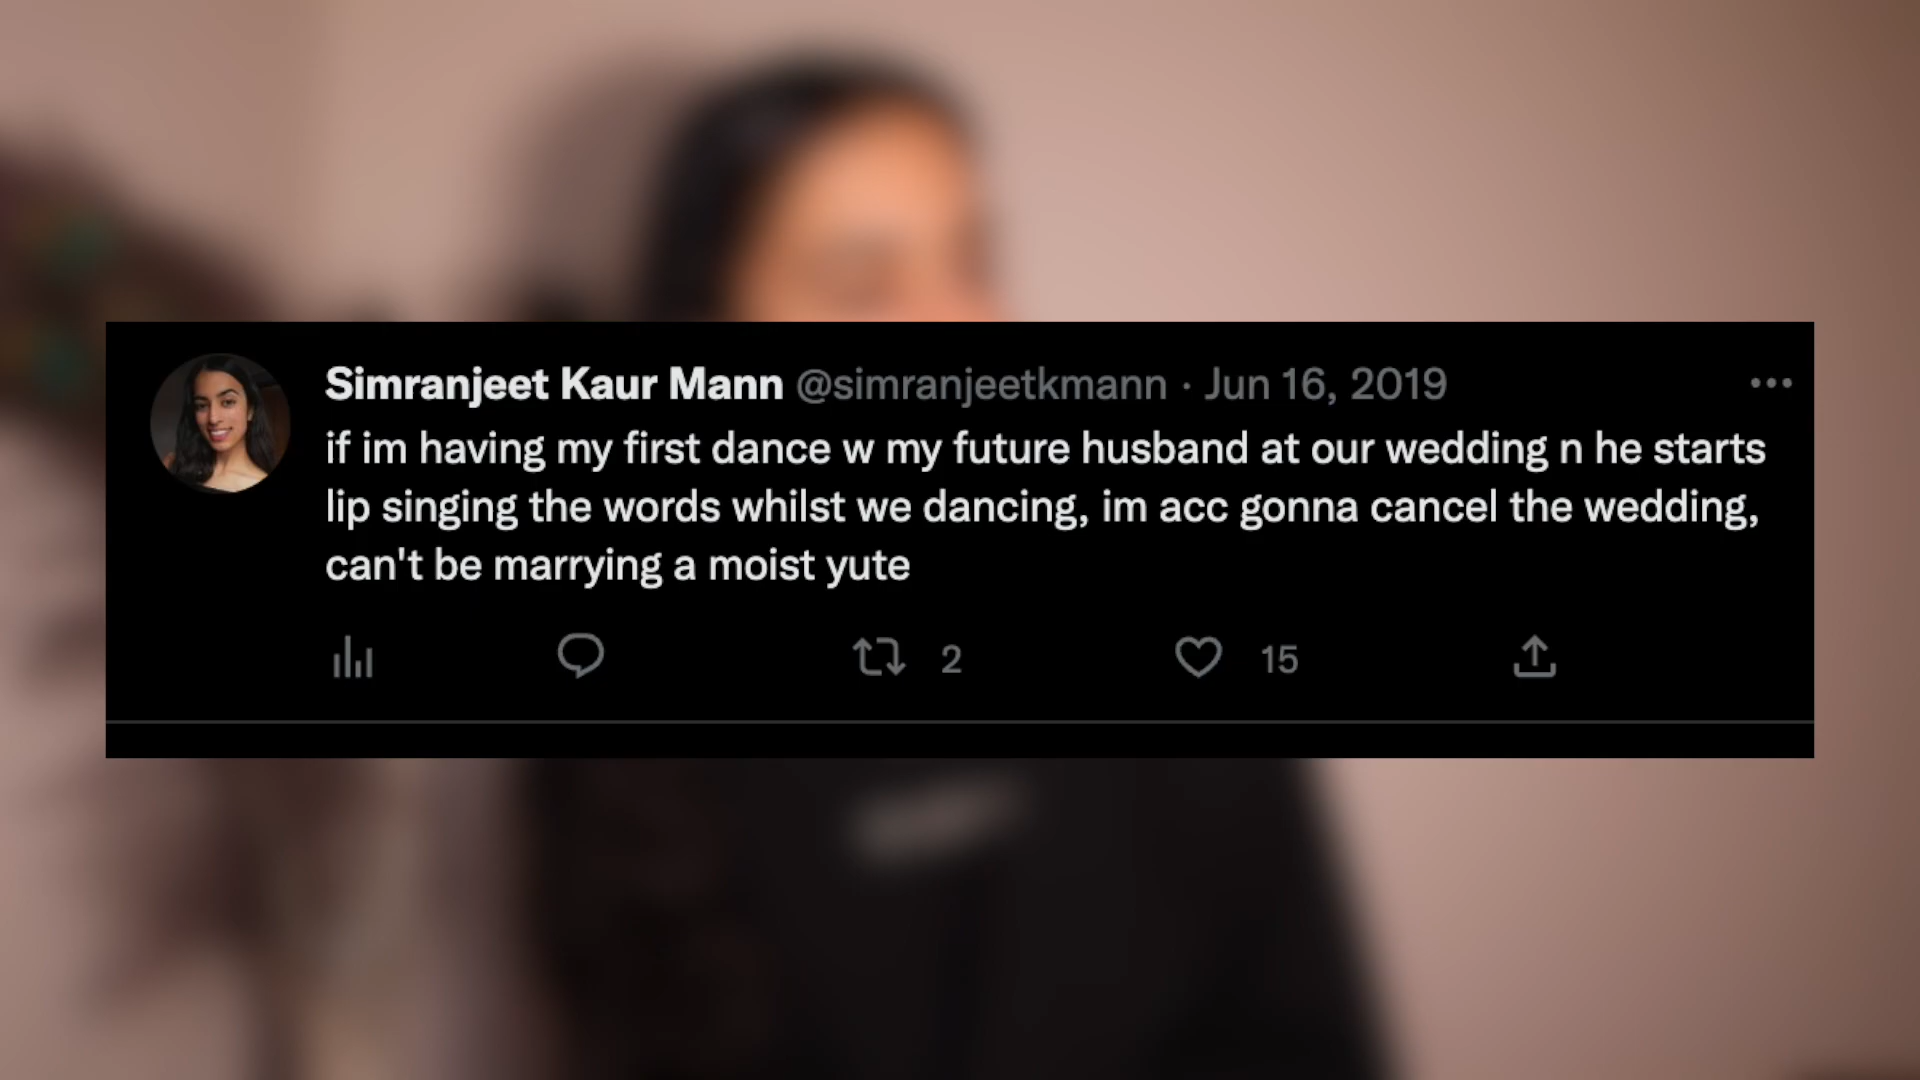 Simranjeet Kaur Mann @simranjeetkmann · Jun 16, 2019
if im having my first dance w my future husband at our wedding n he starts
lip singing the words whilst we dancing, im acc gonna cancel the wedding,
can't be marrying a moist yute
2 15